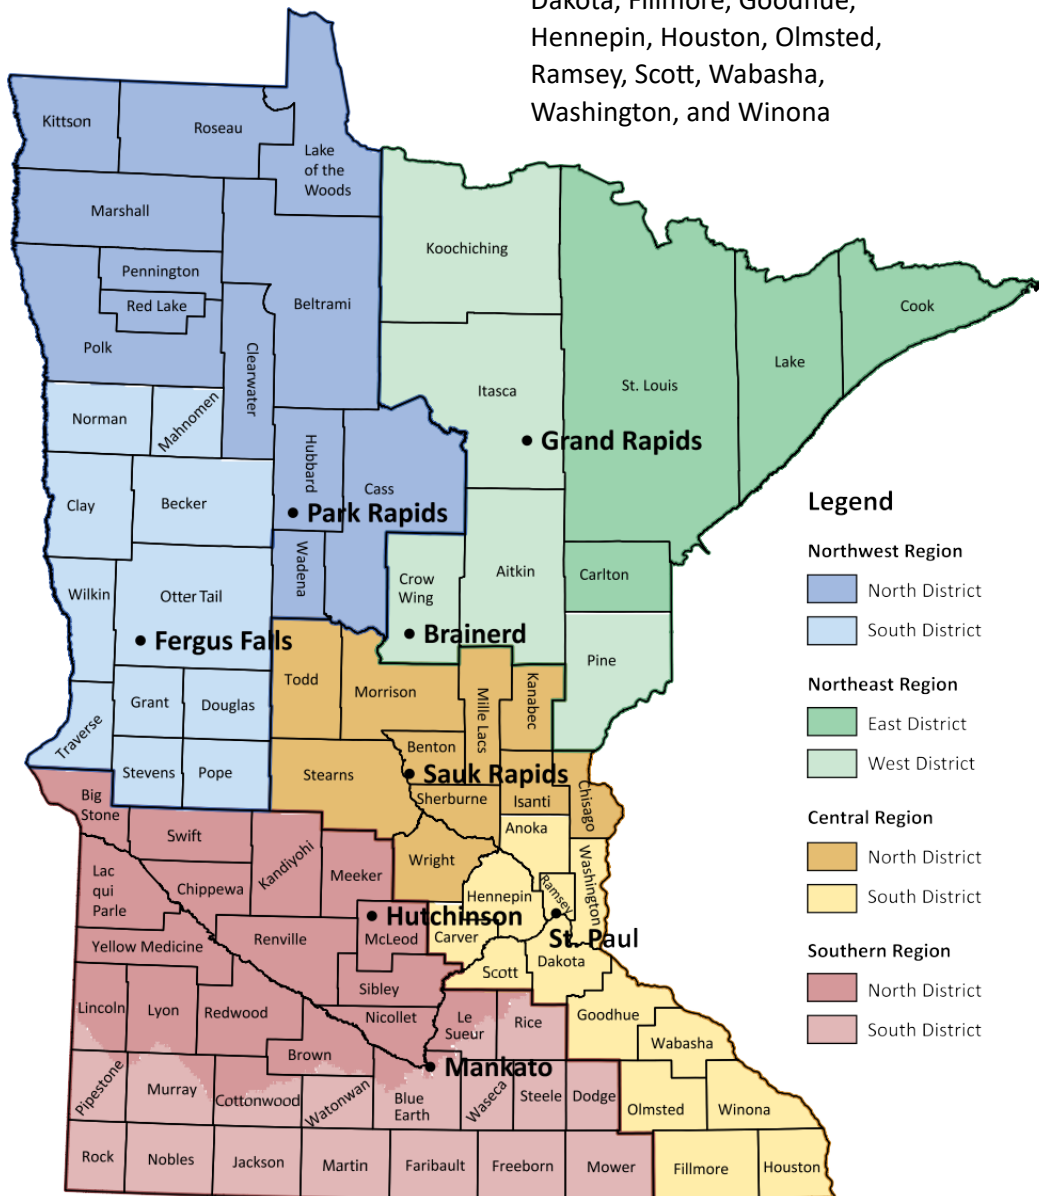 Dakota, Fillmore, Goodhue,
Hennepin, Houston, Olmsted,
Ramsey, Scott, Wabasha,
Washington, and Winona
Kittson
Roseau
Lake
of the
Woods
Marshall
Koochiching
Pennington
Red Lake
Beltrami
Cook
Polk
Clearwater
Lake
St. Louis
Itasca
Norman
Mahnomen
Grand Rapids
Hubbard
Cass
Clay
Becker
Park Rapids
Wadena
Aitkin
Carlton
Crow
Wing
Wilkin
Otter Tail
Fergus Falls
Brainerd
Pine
Todd
Morrison
Mille Lacs
Kanabec
Grant
Douglas
Traverse
Benton
Stevens
Pope
Stearns
Sauk Rapids
Sherburne
Isanti
Chisago
Big
Stone
Swift
Kandiyohi
Anoka
Wright
Washington
Lac
qui
Parle
Chippewa
Meeker
Hennepin
Ramsey
Hutchinson
McLeod
Carver
St. Paul
Yellow Medicine
Renville
Dakota
Scott
Sibley
Lincoln
Lyon
Redwood
Nicollet
Le
Sueur
Rice
Goodhue
Wabasha
Brown
Mankato
Pipestone
Murray
Cottonwood
Watonwan
Blue
Earth
Waseca
Steele
Dodge
Olmsted
Winona
Rock
Nobles
Jackson
Martin
Faribault
Freeborn
Mower
Fillmore
Houston
Legend
Northwest Region
North District
South District
Northeast Region
East District
West District
Central Region
North District
South District
Southern Region
North District
South District